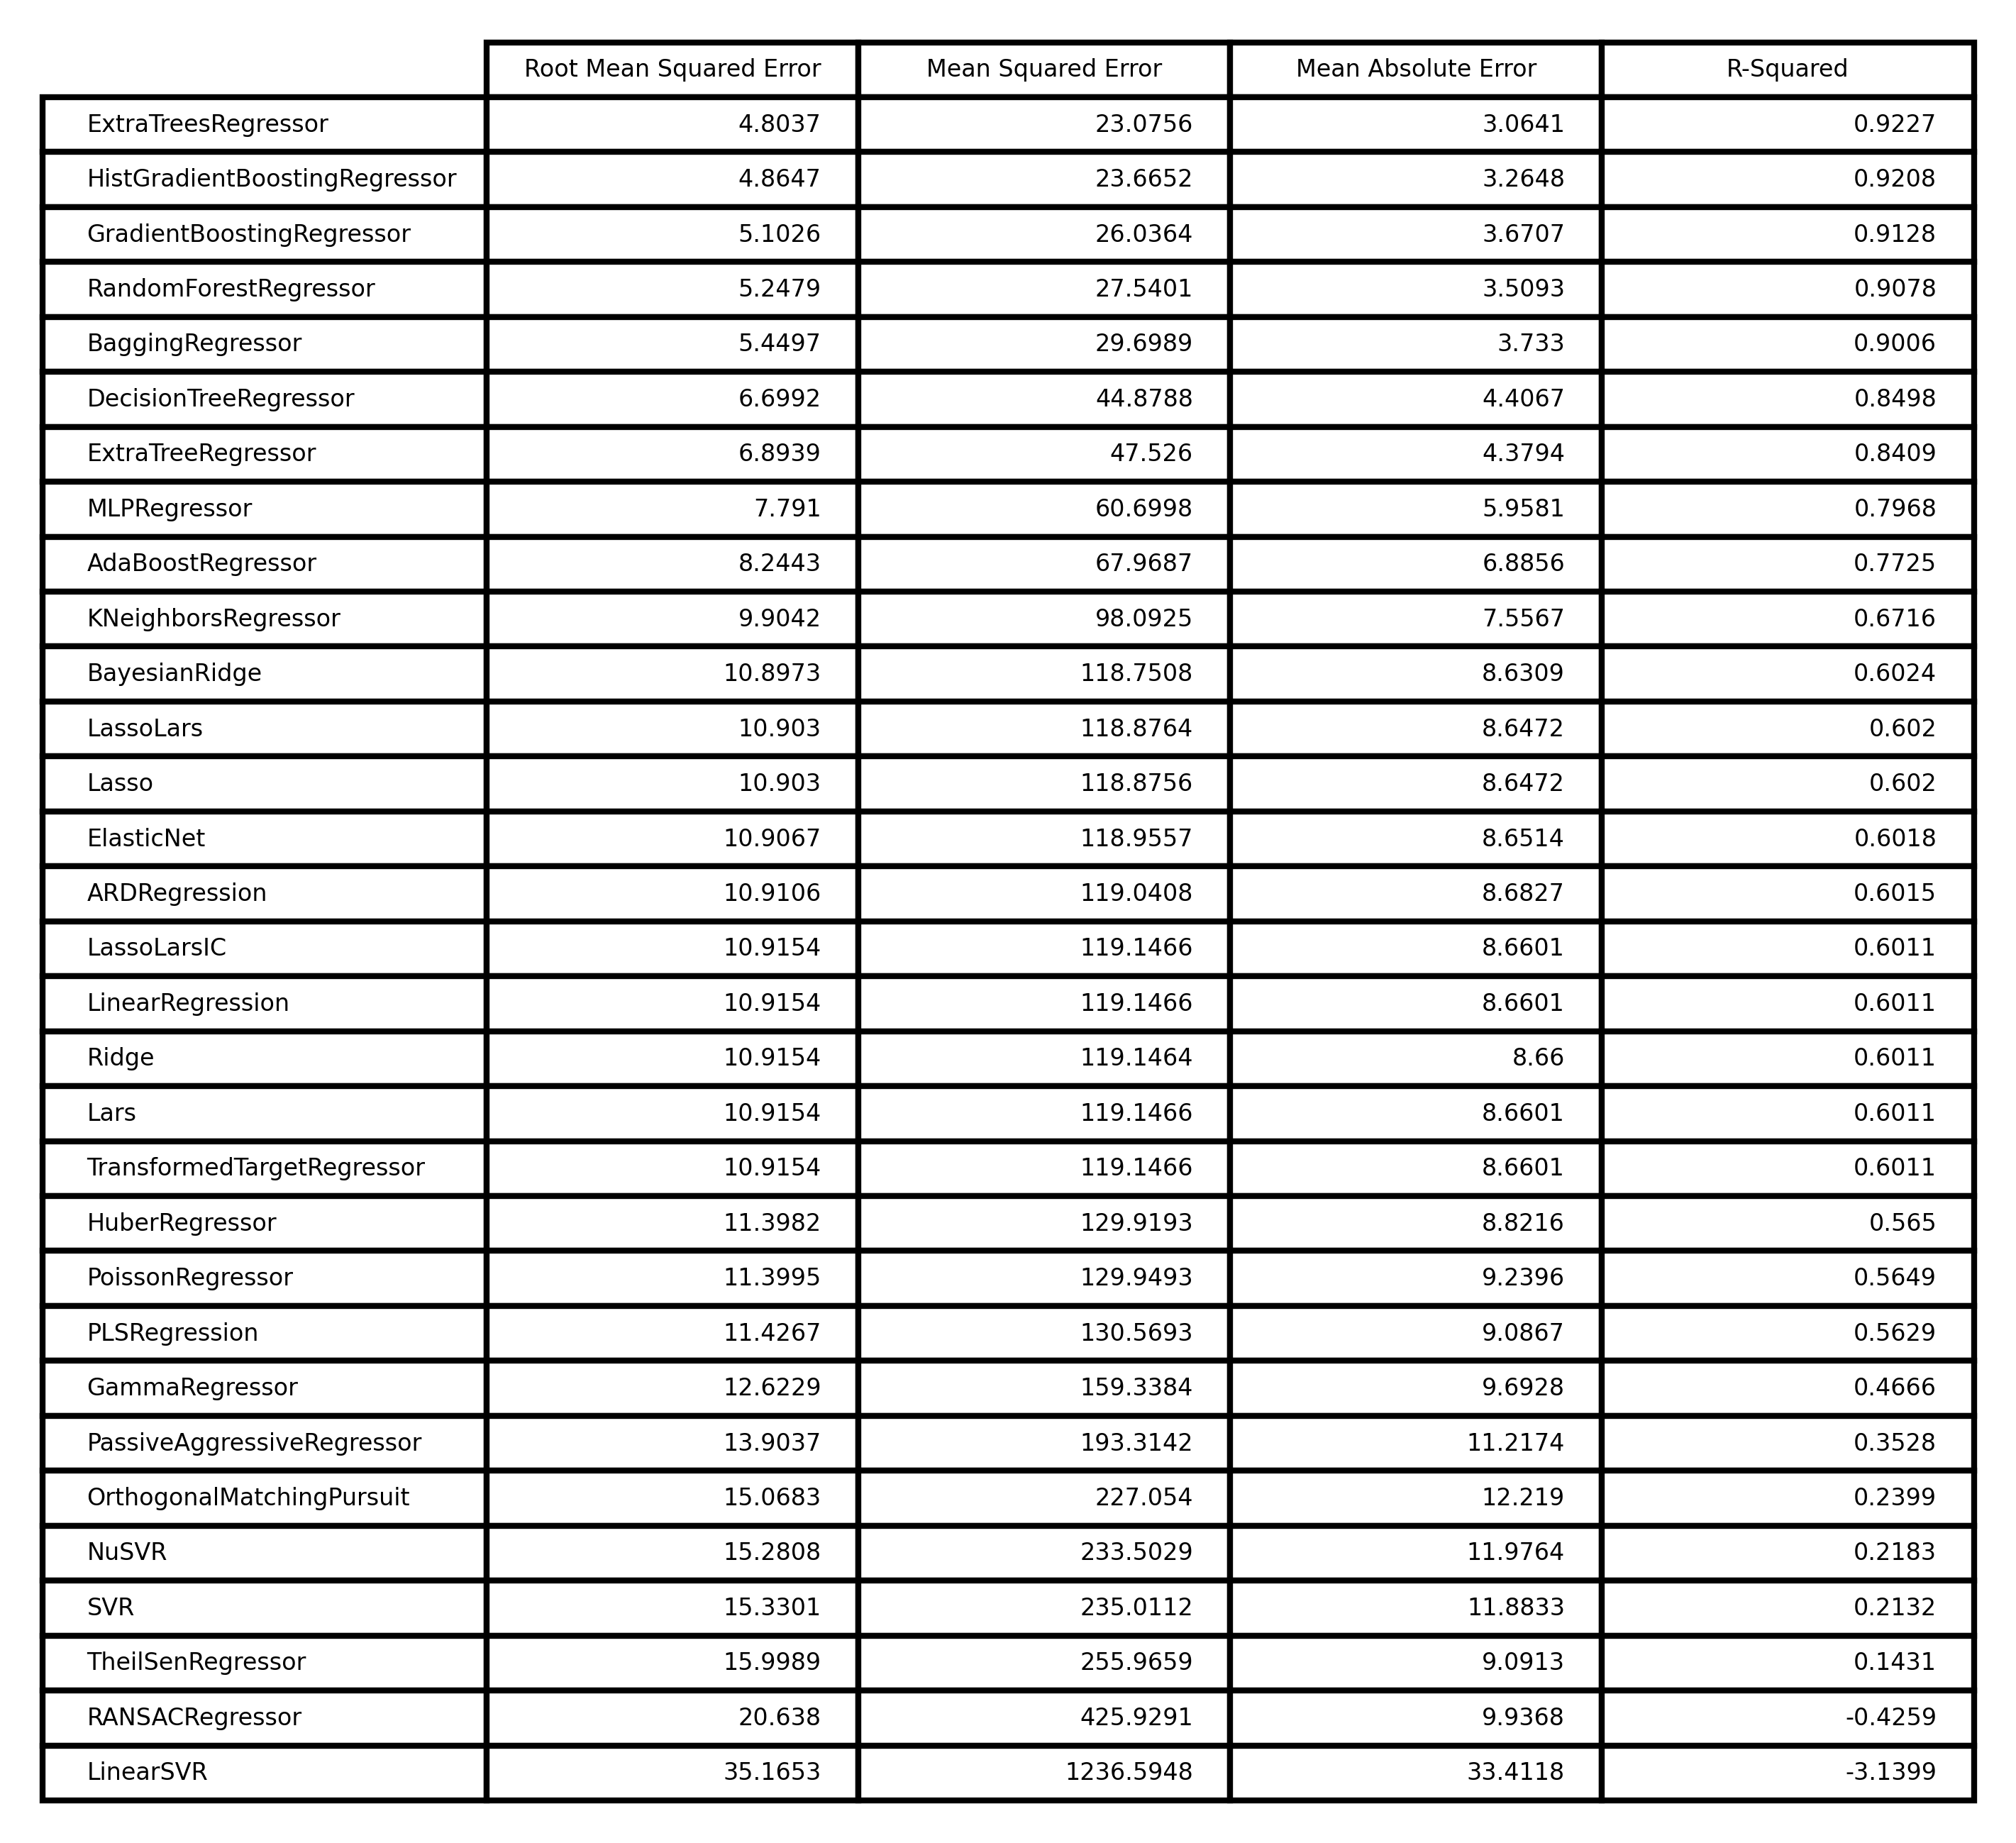 Root Mean Squared Error Mean Squared Error Mean Absolute Error R-Squared
ExtraTreesRegressor 4.8037 23.0756 3.0641 0.9227
HistGradientBoostingRegressor 4.8647 23.6652 3.2648 0.9208
GradientBoostingRegressor 5.1026 26.0364 3.6707 0.9128
RandomForestRegressor 5.2479 27.5401 3.5093 0.9078
BaggingRegressor 5.4497 29.6989 3.733 0.9006
DecisionTreeRegressor 6.6992 44.8788 4.4067 0.8498
ExtraTreeRegressor 6.8939 47.526 4.3794 0.8409
MLPRegressor 7.791 60.6998 5.9581 0.7968
AdaBoostRegressor 8.2443 67.9687 6.8856 0.7725
KNeighborsRegressor 9.9042 98.0925 7.5567 0.6716
BayesianRidge 10.8973 118.7508 8.6309 0.6024
LassoLars 10.903 118.8764 8.6472 0.602
Lasso 10.903 118.8756 8.6472 0.602
ElasticNet 10.9067 118.9557 8.6514 0.6018
ARDRegression 10.9106 119.0408 8.6827 0.6015
LassoLarsIC 10.9154 119.1466 8.6601 0.6011
LinearRegression 10.9154 119.1466 8.6601 0.6011
Ridge 10.9154 119.1464 8.66 0.6011
Lars 10.9154 119.1466 8.6601 0.6011
TransformedTargetRegressor 10.9154 119.1466 8.6601 0.6011
HuberRegressor 11.3982 129.9193 8.8216 0.565
PoissonRegressor 11.3995 129.9493 9.2396 0.5649
PLSRegression 11.4267 130.5693 9.0867 0.5629
GammaRegressor 12.6229 159.3384 9.6928 0.4666
PassiveAggressiveRegressor 13.9037 193.3142 11.2174 0.3528
OrthogonalMatchingPursuit 15.0683 227.054 12.219 0.2399
NuSVR 15.2808 233.5029 11.9764 0.2183
SVR 15.3301 235.0112 11.8833 0.2132
TheilSenRegressor 15.9989 255.9659 9.0913 0.1431
RANSACRegressor 20.638 425.9291 9.9368 -0.4259
LinearSVR 35.1653 1236.5948 33.4118 -3.1399